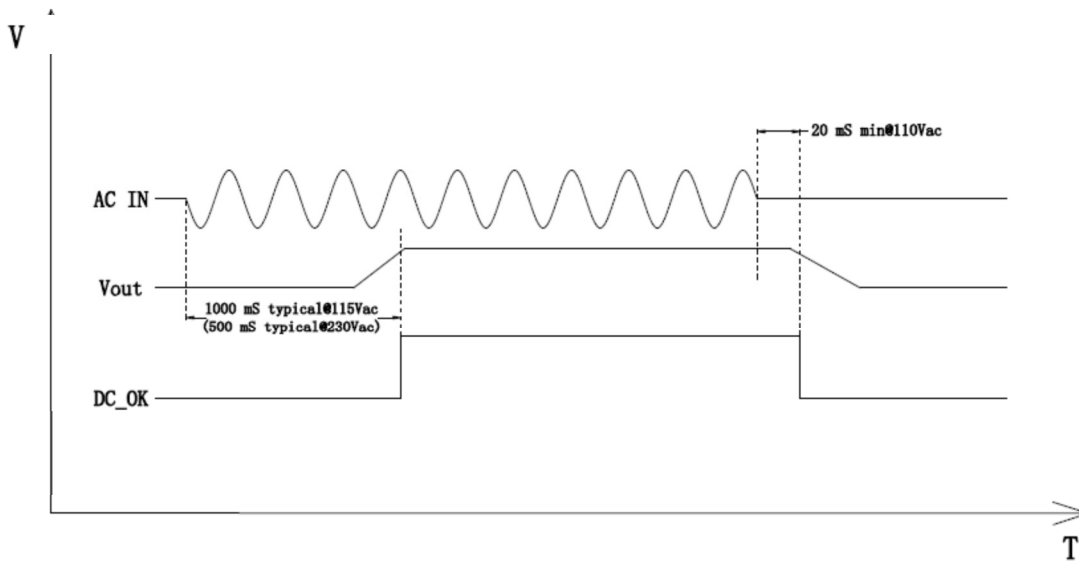 V
20 mS min@110Vac
AC IN
Vout
1000 mS typical@115Vac
(500 mS typical@230Vac)
DC_OK
T